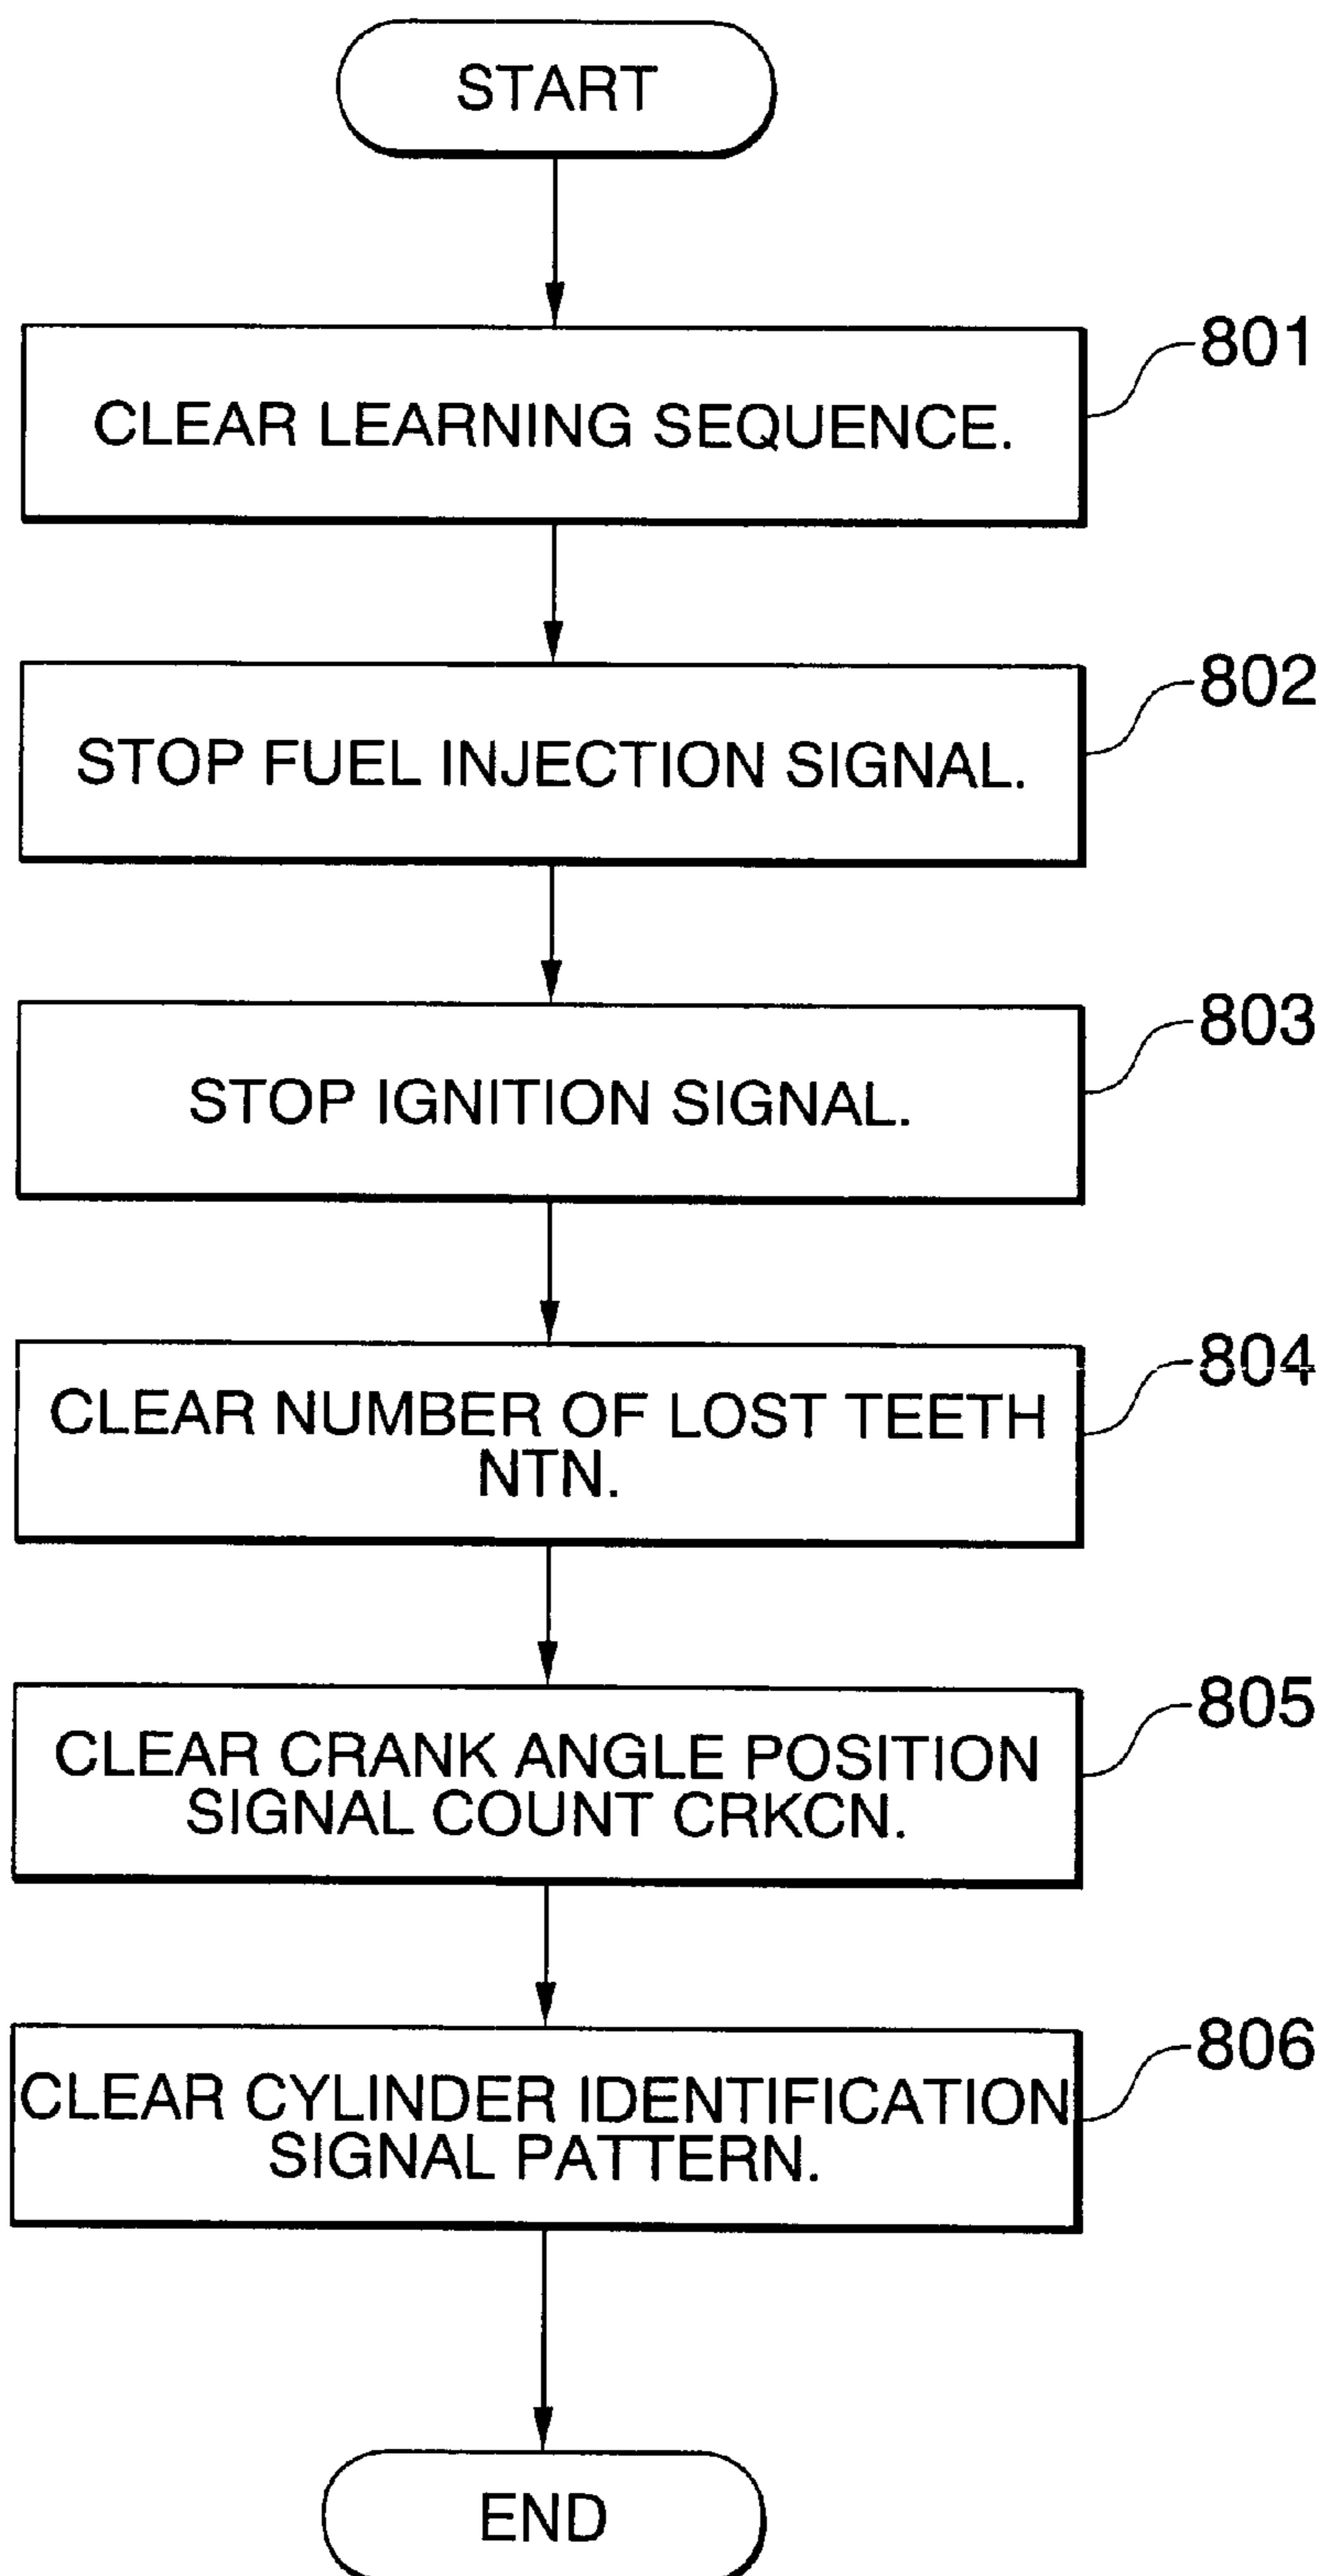 START
CLEAR LEARNING SEQUENCE.
801
STOP FUEL INJECTION SIGNAL.
802
STOP IGNITION SIGNAL.
803
CLEAR NUMBER OF LOST TEETH
NTN.
804
CLEAR CRANK ANGLE POSITION
SIGNAL COUNT CRKCN.
805
CLEAR CYLINDER IDENTIFICATION
SIGNAL PATTERN.
806
END